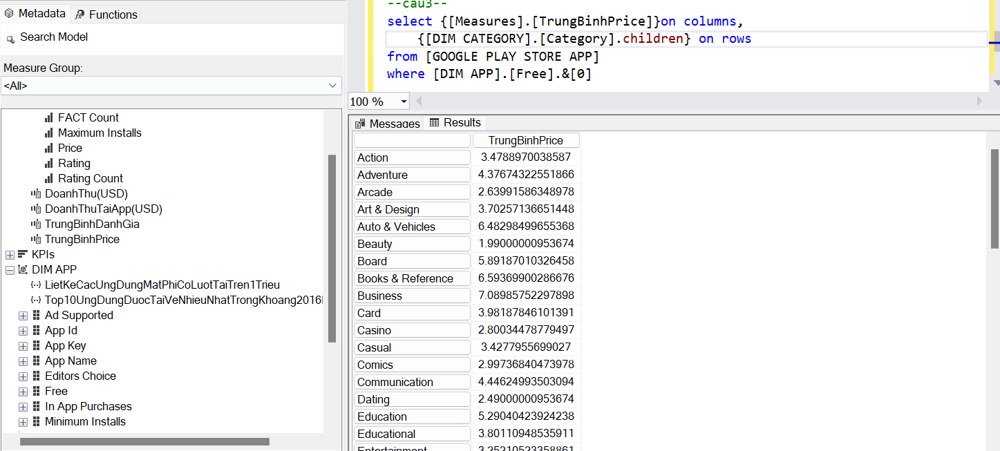 Metadata
Functions
Search Model
Measure Group:
<All>
FACT Count
Maximum Installs
Price
Rating
Rating Count
DoanhThu(USD)
DoanhThuTaiApp(USD)
TrungBinhDanhGia
TrungBinhPrice
KPIs
DIM APP
LietKeCacUngDungMatPhiCoLuotTaiTren1Trieu
Top10UngDungDuocTaiVeNhieuNhatTrongKhoang2016
Ad Supported
App Id
App Key
App Name
Editors Choice
Free
In App Purchases
Minimum Installs
--cau3--
select {[Measures].[TrungBinhPrice]}on columns,
{[DIM CATEGORY].[Category].children} on rows
from [GOOGLE PLAY STORE APP]
where [DIM APP].[Free].&[0]
100 %
Messages
Results
TrungBinhPrice
Action 3.4788970038587
Adventure 4.37674322551866
Arcade 2.63991586348978
Art & Design 3.70257136651448
Auto & Vehicles 6.48298499655368
Beauty 1.99000000953674
Board 5.89187010326458
Books & Reference 6.59369900286676
Business 7.08985752297898
Card 3.98187846101391
Casino 2.80034478779497
Casual 3.4277955699027
Comics 2.99736840473978
Communication 4.44624993503094
Dating 2.49000000953674
Education 5.29040423924238
Educational 3.80110948535911
Entertainment 3.25210523358861